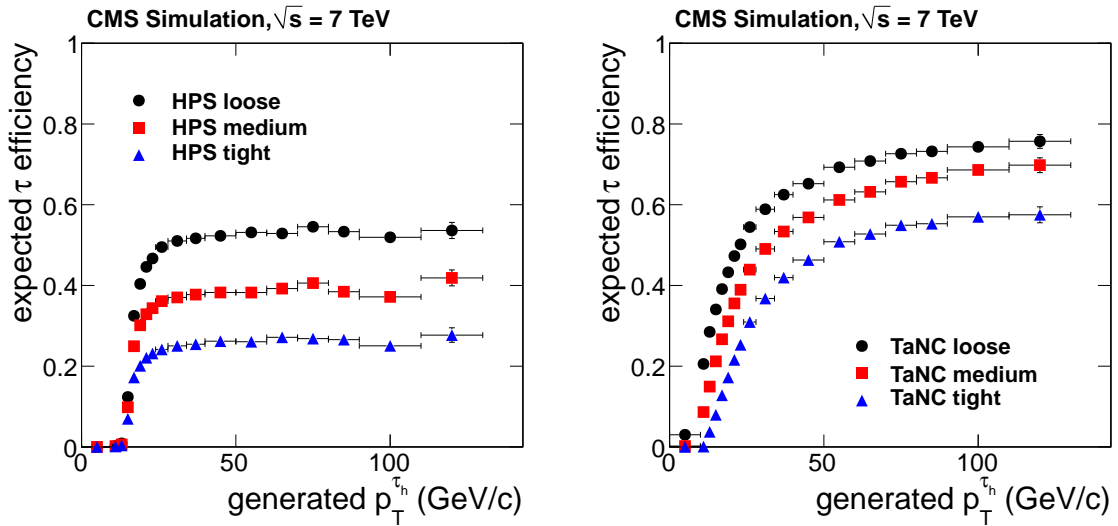 CMS Simulation, √s = 7 TeV
expected τ efficiency
1
0.8
0.6
0.4
0.2
0
HPS loose
HPS medium
HPS tight
0 50 100
generated p_T^{τ_h} (GeV/c)
CMS Simulation, √s = 7 TeV
expected τ efficiency
1
0.8
0.6
0.4
0.2
0
TaNC loose
TaNC medium
TaNC tight
0 50 100
generated p_T^{τ_h} (GeV/c)